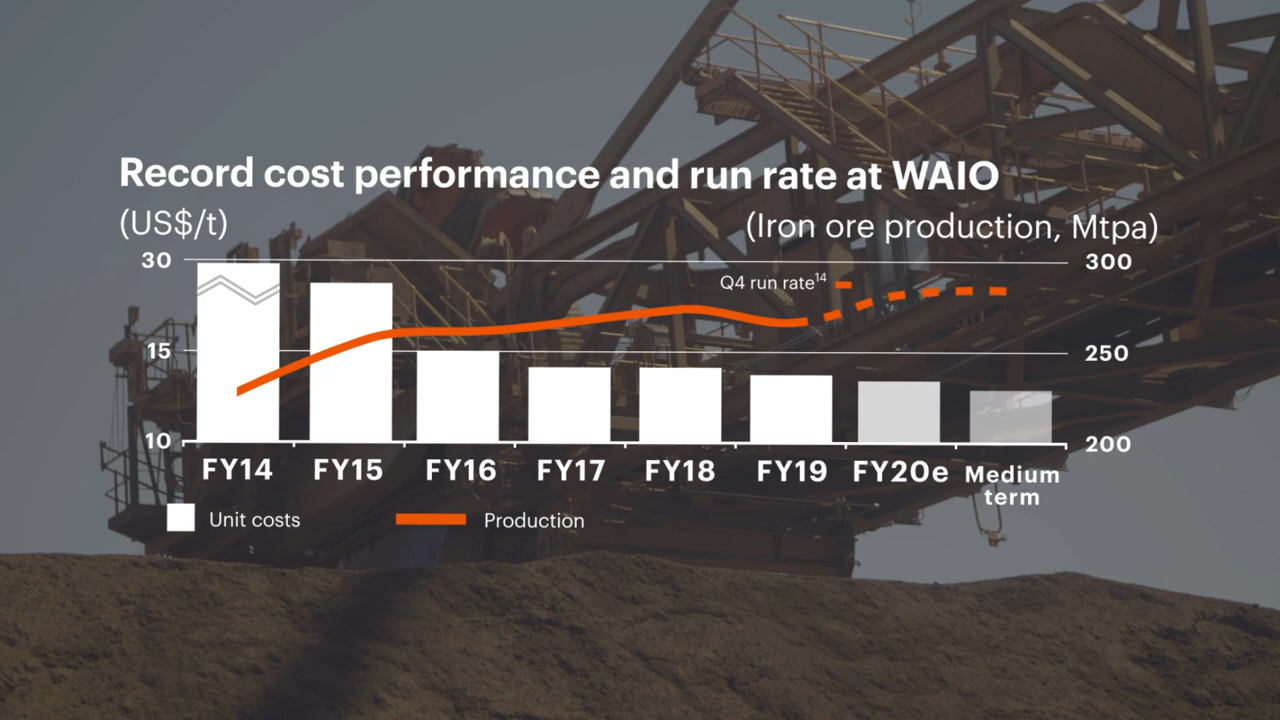 Record cost performance and run rate at WAIO
(US$/t)
(Iron ore production, Mtpa)
30
300
Q4 run rate¹⁴
15
250
10
200
FY14 FY15 FY16 FY17 FY18 FY19 FY20e Medium
term
Unit costs
Production